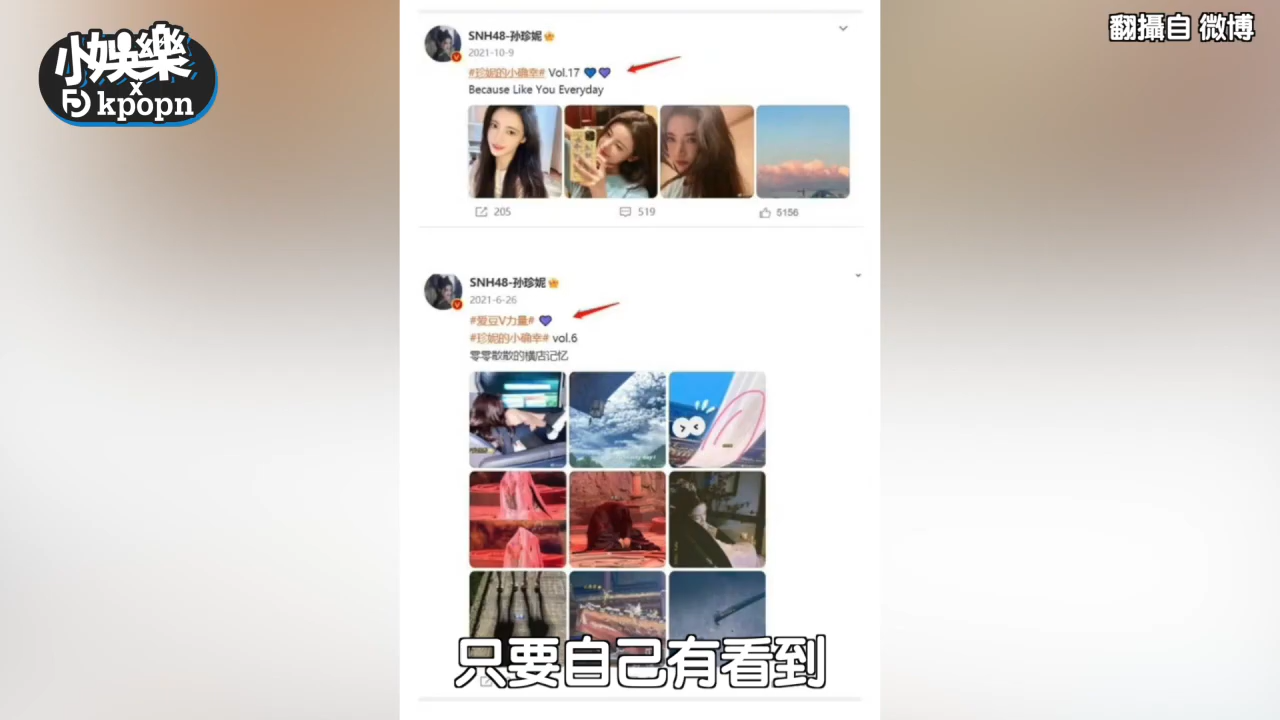 小娛樂
x
kpopn
翻攝自 微博
SNH48-孙珍妮
2021-10-9
#珍妮的小确幸# Vol.17 💙💜
Because Like You Everyday
205
519
5156
SNH48-孙珍妮
2021-6-26
#爱豆V力量# 💜
#珍妮的小确幸# vol.6
零零散散的横店记忆
只要自己有看到